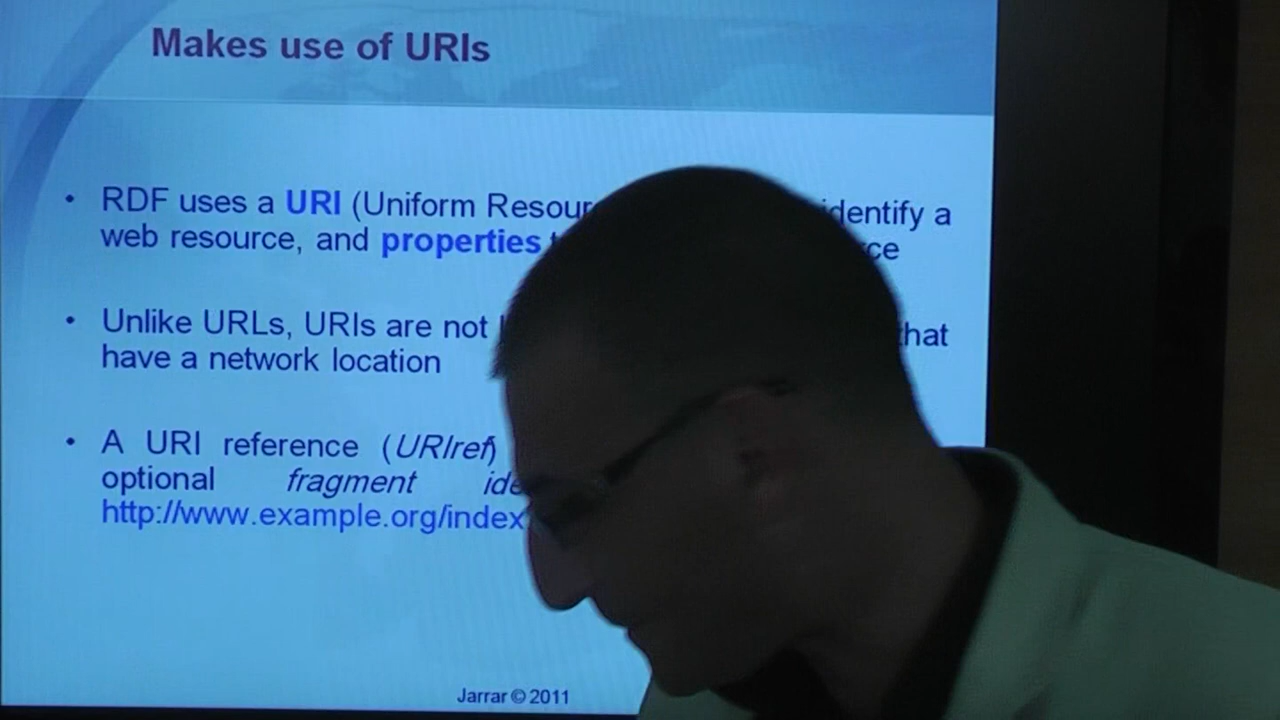 Makes use of URIs
• RDF uses a URI (Uniform Resour identify a
web resource, and properties
• Unlike URLs, URIs are not that
have a network location
• A URI reference (URIref)
optional fragment ide
http://www.example.org/index
Jarrar © 2011